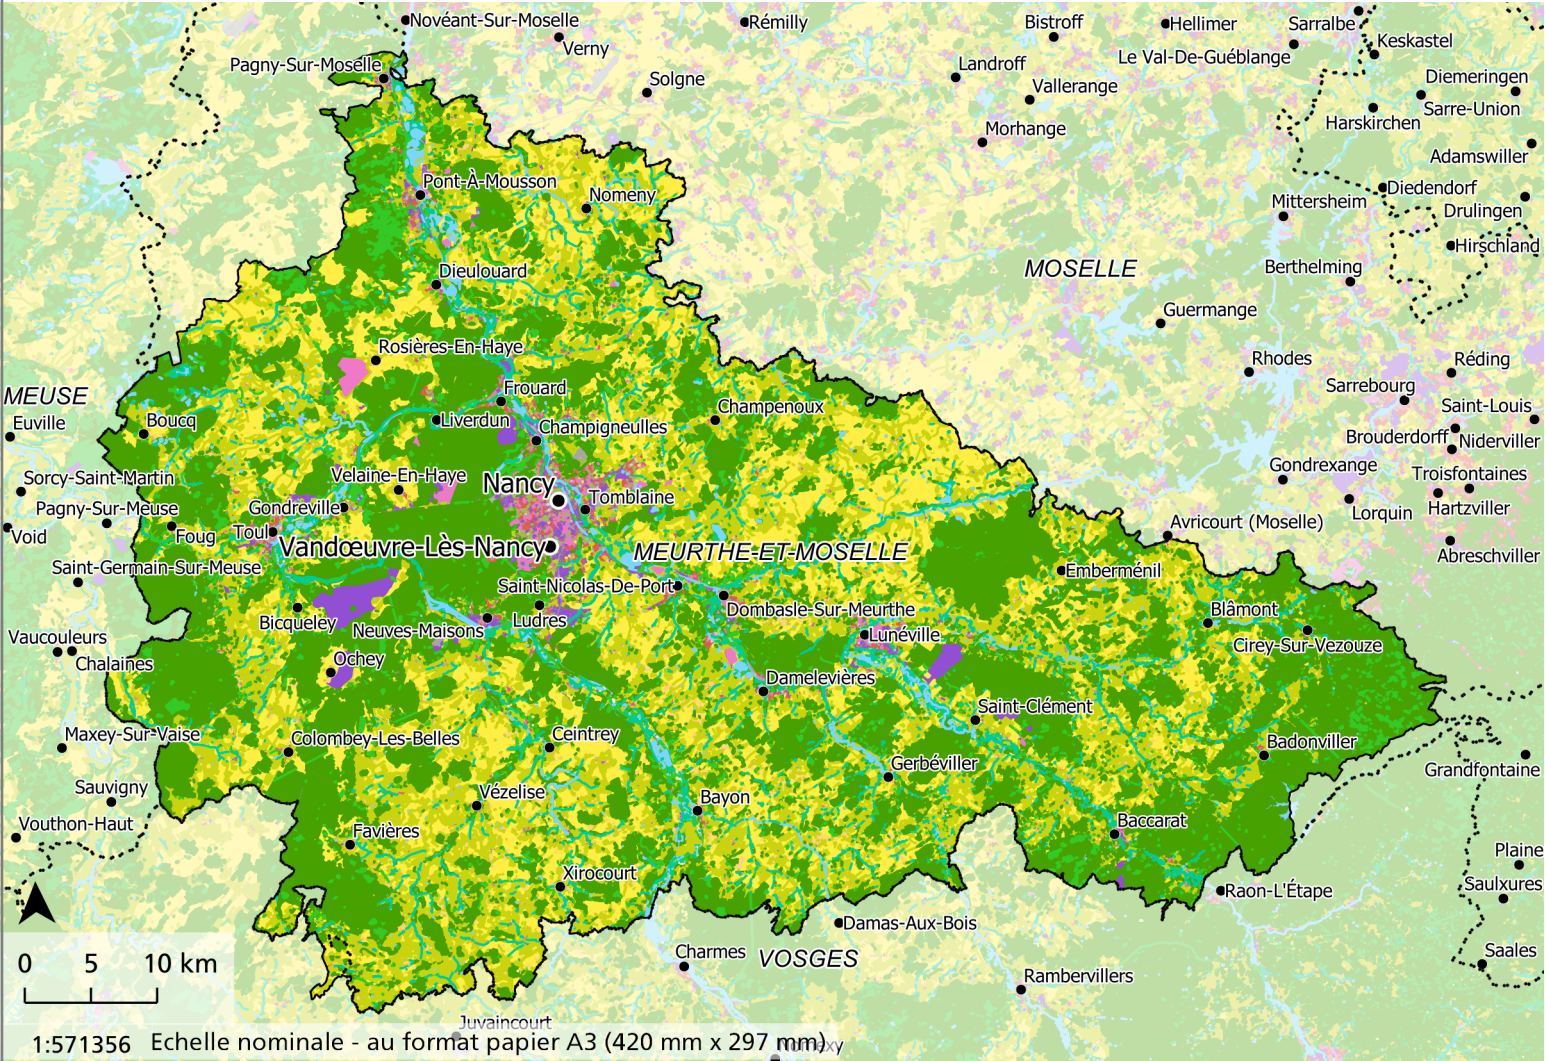 Novéant-Sur-Moselle
Rémilly
Bistroff
Hellimer
Sarralbe
Verny
Keskastel
Pagny-Sur-Moselle
Landroff
Le Val-De-Guéblange
Solgne
Vallerange
Diemeringen
Sarre-Union
Harskirchen
Morhange
Adamswiller
Pont-À-Mousson
Nomeny
Diedendorf
Mittersheim
Drulingen
Hirschland
MOSELLE
Dieulouard
Berthelming
Guermange
Rosières-En-Haye
Rhodes
Réding
Sarrebourg
MEUSE
Frouard
Saint-Louis
Euville
Boucq
Liverdun
Champigneulles
Champenoux
Brouderdorff
Niderviller
Sorcy-Saint-Martin
Velaine-En-Haye
Nancy
Tomblaine
Gondrexange
Troisfontaines
Pagny-Sur-Meuse
Gondreville
Lorquin
Hartzviller
Void
Foug
Toul
Avricourt (Moselle)
Vandœuvre-Lès-Nancy
MEURTHE-ET-MOSELLE
Abreschviller
Saint-Germain-Sur-Meuse
Saint-Nicolas-De-Port
Emberménil
Bicqueley
Neuves-Maisons
Ludres
Dombasle-Sur-Meurthe
Blâmont
Vaucouleurs
Lunéville
Cirey-Sur-Vezouze
Chalaines
Ochey
Damelevières
Saint-Clément
Maxey-Sur-Vaise
Colombey-Les-Belles
Ceintrey
Badonviller
Gerbéviller
Grandfontaine
Sauvigny
Vézelise
Bayon
Vouthon-Haut
Favières
Baccarat
Plaine
Xirocourt
Raon-L'Étape
Saulxures
Damas-Aux-Bois
Charmes
VOSGES
Saales
Rambervillers
0 5 10 km
Juvaincourt
1:571356 Echelle nominale - au format papier A3 (420 mm x 297 mm)